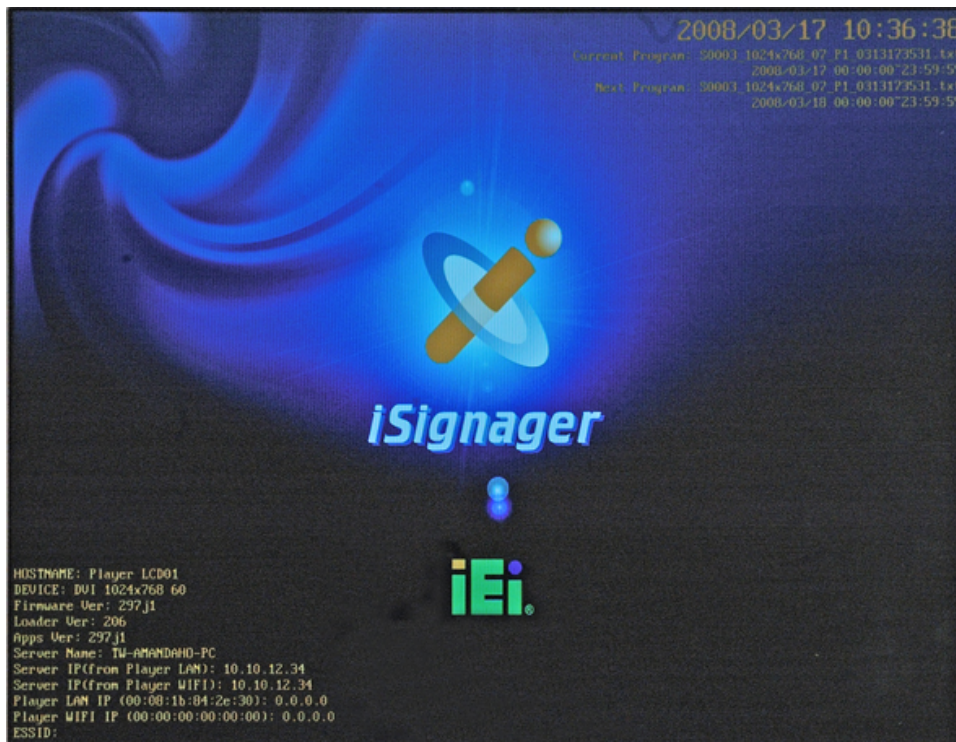 2008/03/17 10:36:38
Current Program: S0003_1024x768_07_P1_0313173531.tx
2008/03/17 00:00:00~23:59:59
Next Program: S0003_1024x768_07_P1_0313173531.tx
2008/03/18 00:00:00~23:59:59
iSignager
iEi®
HOSTNAME: Player LCD01
DEVICE: DVI 1024x768 60
Firmware Ver: 297j1
Loader Ver: 206
Apps Ver: 297j1
Server Name: TW-AMANDAHO-PC
Server IP(from Player LAN): 10.10.12.34
Server IP(from Player WIFI): 10.10.12.34
Player LAN IP (00:08:1b:84:2e:30): 0.0.0.0
Player WIFI IP (00:00:00:00:00:00): 0.0.0.0
ESSID: